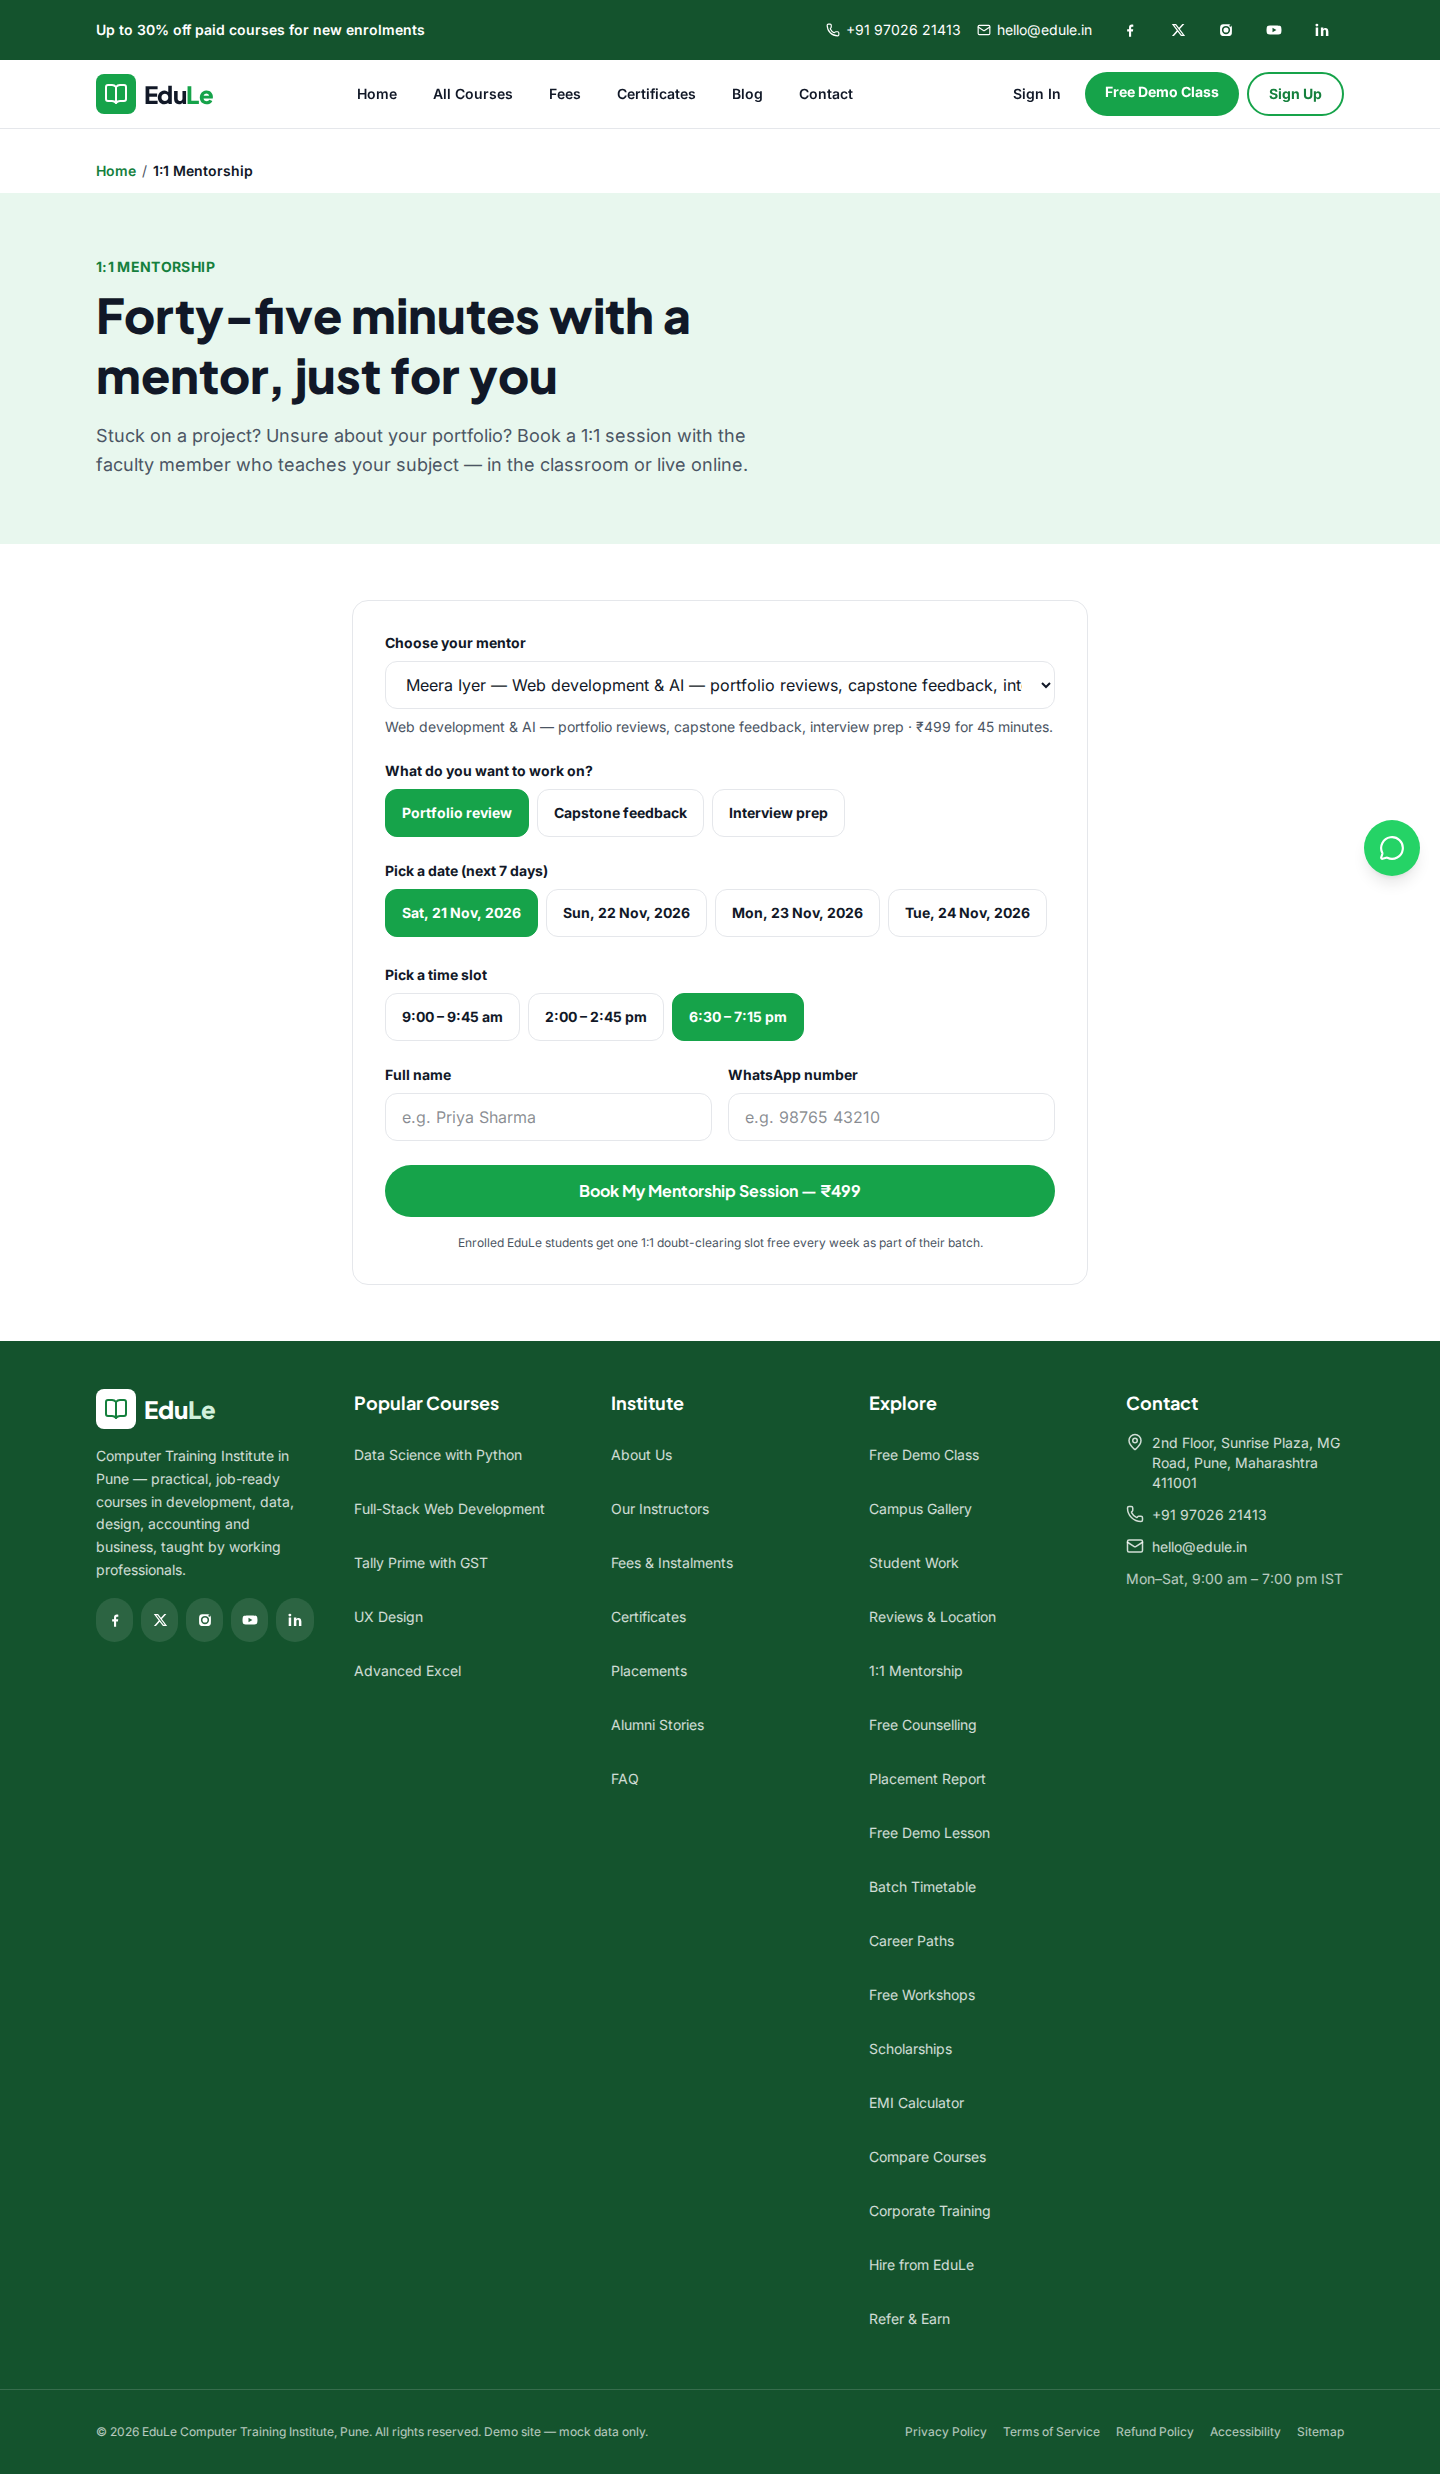 Up to 30% off paid courses for new enrolments
+91 97026 21413
hello@edule.in
EduLe
Home
All Courses
Fees
Certificates
Blog
Contact
Sign In
Free Demo Class
Sign Up
Home / 1:1 Mentorship
1:1 MENTORSHIP
Forty-five minutes with a
mentor, just for you
Stuck on a project? Unsure about your portfolio? Book a 1:1 session with the
faculty member who teaches your subject — in the classroom or live online.
Choose your mentor
Meera Iyer — Web development & AI — portfolio reviews, capstone feedback, int
Web development & AI — portfolio reviews, capstone feedback, interview prep · ₹499 for 45 minutes.
What do you want to work on?
Portfolio review
Capstone feedback
Interview prep
Pick a date (next 7 days)
Sat, 21 Nov, 2026
Sun, 22 Nov, 2026
Mon, 23 Nov, 2026
Tue, 24 Nov, 2026
Pick a time slot
9:00 – 9:45 am
2:00 – 2:45 pm
6:30 – 7:15 pm
Full name
WhatsApp number
e.g. Priya Sharma
e.g. 98765 43210
Book My Mentorship Session — ₹499
Enrolled EduLe students get one 1:1 doubt-clearing slot free every week as part of their batch.
EduLe
Computer Training Institute in
Pune — practical, job-ready
courses in development, data,
design, accounting and
business, taught by working
professionals.
Popular Courses
Data Science with Python
Full-Stack Web Development
Tally Prime with GST
UX Design
Advanced Excel
Institute
About Us
Our Instructors
Fees & Instalments
Certificates
Placements
Alumni Stories
FAQ
Explore
Free Demo Class
Campus Gallery
Student Work
Reviews & Location
1:1 Mentorship
Free Counselling
Placement Report
Free Demo Lesson
Batch Timetable
Career Paths
Free Workshops
Scholarships
EMI Calculator
Compare Courses
Corporate Training
Hire from EduLe
Refer & Earn
Contact
2nd Floor, Sunrise Plaza, MG
Road, Pune, Maharashtra
411001
+91 97026 21413
hello@edule.in
Mon–Sat, 9:00 am – 7:00 pm IST
© 2026 EduLe Computer Training Institute, Pune. All rights reserved. Demo site — mock data only.
Privacy Policy
Terms of Service
Refund Policy
Accessibility
Sitemap